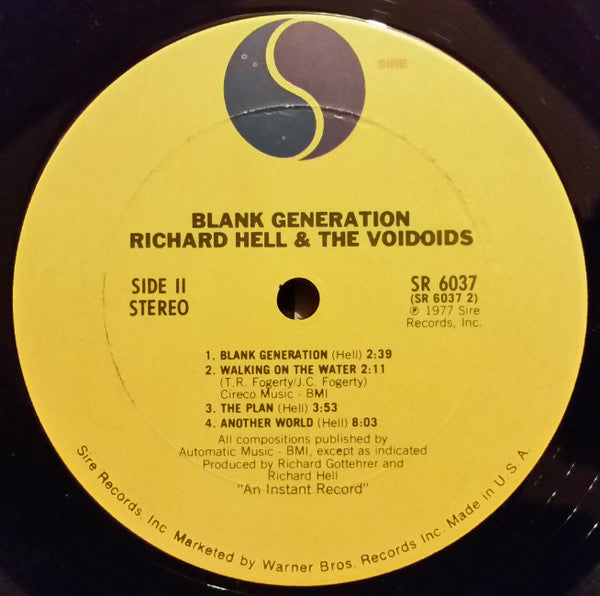 SIRE
BLANK GENERATION
RICHARD HELL & THE VOIDOIDS
SIDE II
STEREO
SR 6037
(SR 6037 2)
℗ 1977 Sire
Records, Inc.
1. BLANK GENERATION (Hell) 2:39
2. WALKING ON THE WATER 2:11
(T.R. Fogerty/J.C. Fogerty)
Cireco Music - BMI
3. THE PLAN (Hell) 3:53
4. ANOTHER WORLD (Hell) 8:03
All compositions published by
Automatic Music - BMI, except as indicated
Produced by Richard Gottehrer and
Richard Hell
"An Instant Record"
Sire Records, Inc. Marketed by Warner Bros. Records Inc. Made in U.S.A.